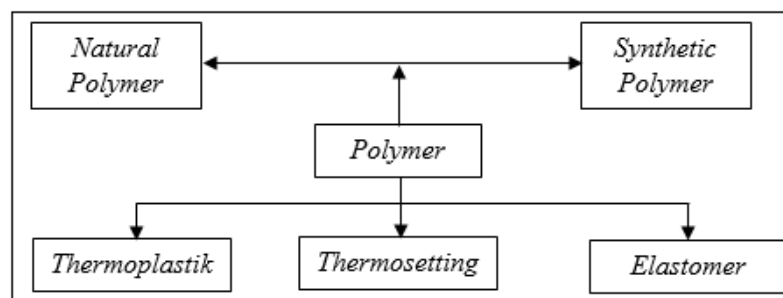 Natural
Polymer
Synthetic
Polymer
Polymer
Thermoplastik
Thermosetting
Elastomer